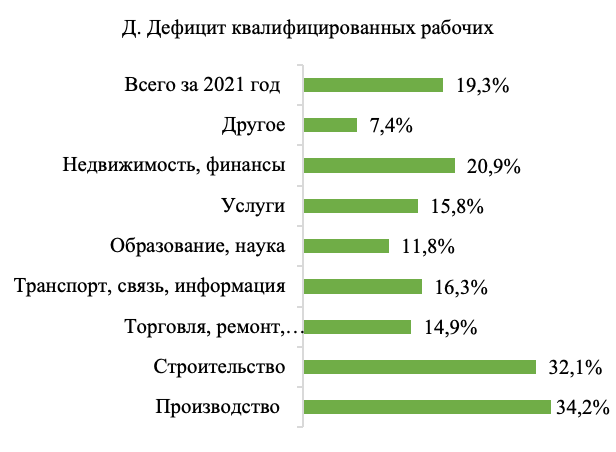 Д. Дефицит квалифицированных рабочих
Всего за 2021 год 19,3%
Другое 7,4%
Недвижимость, финансы 20,9%
Услуги 15,8%
Образование, наука 11,8%
Транспорт, связь, информация 16,3%
Торговля, ремонт,… 14,9%
Строительство 32,1%
Производство 34,2%